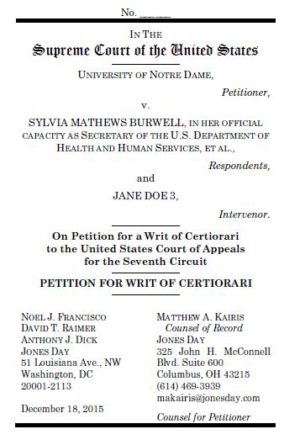 No. ______
IN THE
Supreme Court of the United States
UNIVERSITY OF NOTRE DAME,
Petitioner,
v.
SYLVIA MATHEWS BURWELL, IN HER OFFICIAL
CAPACITY AS SECRETARY OF THE U.S. DEPARTMENT OF
HEALTH AND HUMAN SERVICES, ET AL.,
Respondents,
and
JANE DOE 3,
Intervenor.
On Petition for a Writ of Certiorari
to the United States Court of Appeals
for the Seventh Circuit
PETITION FOR WRIT OF CERTIORARI
NOEL J. FRANCISCO
DAVID T. RAIMER
ANTHONY J. DICK
JONES DAY
51 Louisiana Ave., NW
Washington, DC
20001-2113
December 18, 2015
MATTHEW A. KAIRIS
Counsel of Record
JONES DAY
325 John H. McConnell
Blvd. Suite 600
Columbus, OH 43215
(614) 469-3939
makairis@jonesday.com
Counsel for Petitioner